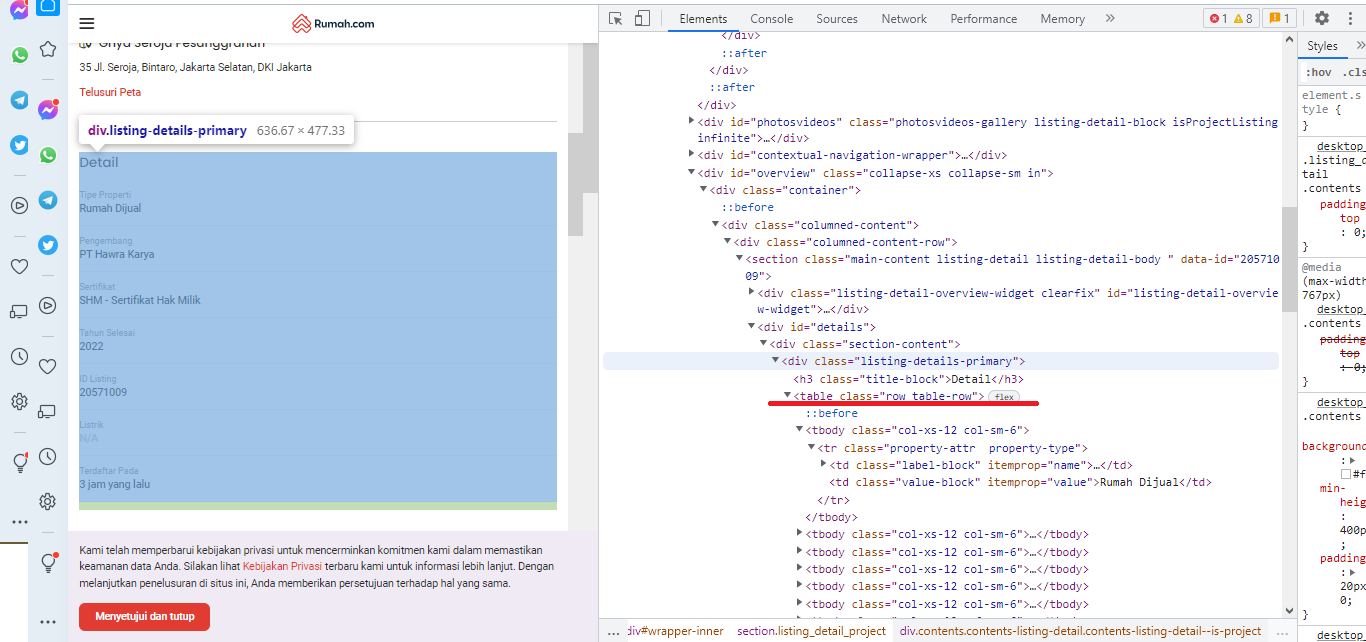 Rumah.com
Griya Seroja Pesanggrahan
35 Jl. Seroja, Bintaro, Jakarta Selatan, DKI Jakarta
Telusuri Peta
div.listing-details-primary 636.67 × 477.33
Detail
Tipe Properti
Rumah Dijual
Pengembang
PT Hawra Karya
Sertifikat
SHM - Sertifikat Hak Milik
Tahun Selesai
2022
ID Listing
20571009
Listrik
N/A
Terdaftar Pada
3 jam yang lalu
Kami telah memperbarui kebijakan privasi untuk mencerminkan komitmen kami dalam memastikan
keamanan data Anda. Silakan lihat Kebijakan Privasi terbaru kami untuk informasi lebih lanjut. Dengan
melanjutkan penelusuran di situs ini, Anda memberikan persetujuan terhadap hal yang sama.
Menyetujui dan tutup
Elements Console Sources Network Performance Memory » 1 8 1
</div>
::after
</div>
::after
</div>
<div id="photosvideos" class="photosvideos-gallery listing-detail-block isProjectListing
infinite">…</div>
<div id="contextual-navigation-wrapper">…</div>
<div id="overview" class="collapse-xs collapse-sm in">
<div class="container">
::before
<div class="columned-content">
<div class="columned-content-row">
<section class="main-content listing-detail listing-detail-body " data-id="205710
09">
<div class="listing-detail-overview-widget clearfix" id="listing-detail-overvie
w-widget">…</div>
<div id="details">
<div class="section-content">
<div class="listing-details-primary">
<h3 class="title-block">Detail</h3>
<table class="row table-row"> flex
::before
<tbody class="col-xs-12 col-sm-6">
<tr class="property-attr  property-type">
<td class="label-block" itemprop="name">…</td>
<td class="value-block" itemprop="value">Rumah Dijual</td>
</tr>
</tbody>
<tbody class="col-xs-12 col-sm-6">…</tbody>
<tbody class="col-xs-12 col-sm-6">…</tbody>
<tbody class="col-xs-12 col-sm-6">…</tbody>
<tbody class="col-xs-12 col-sm-6">…</tbody>
<tbody class="col-xs-12 col-sm-6">…</tbody>
... div#wrapper-inner section.listing_detail_project div.contents.contents-listing-detail.contents-listing-detail--is-project ...
Styles »
:hov .cls
element.s
tyle {
}
desktop_
.listing_d
etail
.contents
padding
top
: 0;
}
@media
(max-width
767px)
desktop_
.contents
padding
top
: 0;
}
desktop_
.contents
background
:
#f
min-
heig
:
400p
;
padding
:
20px
0;
}
desktop